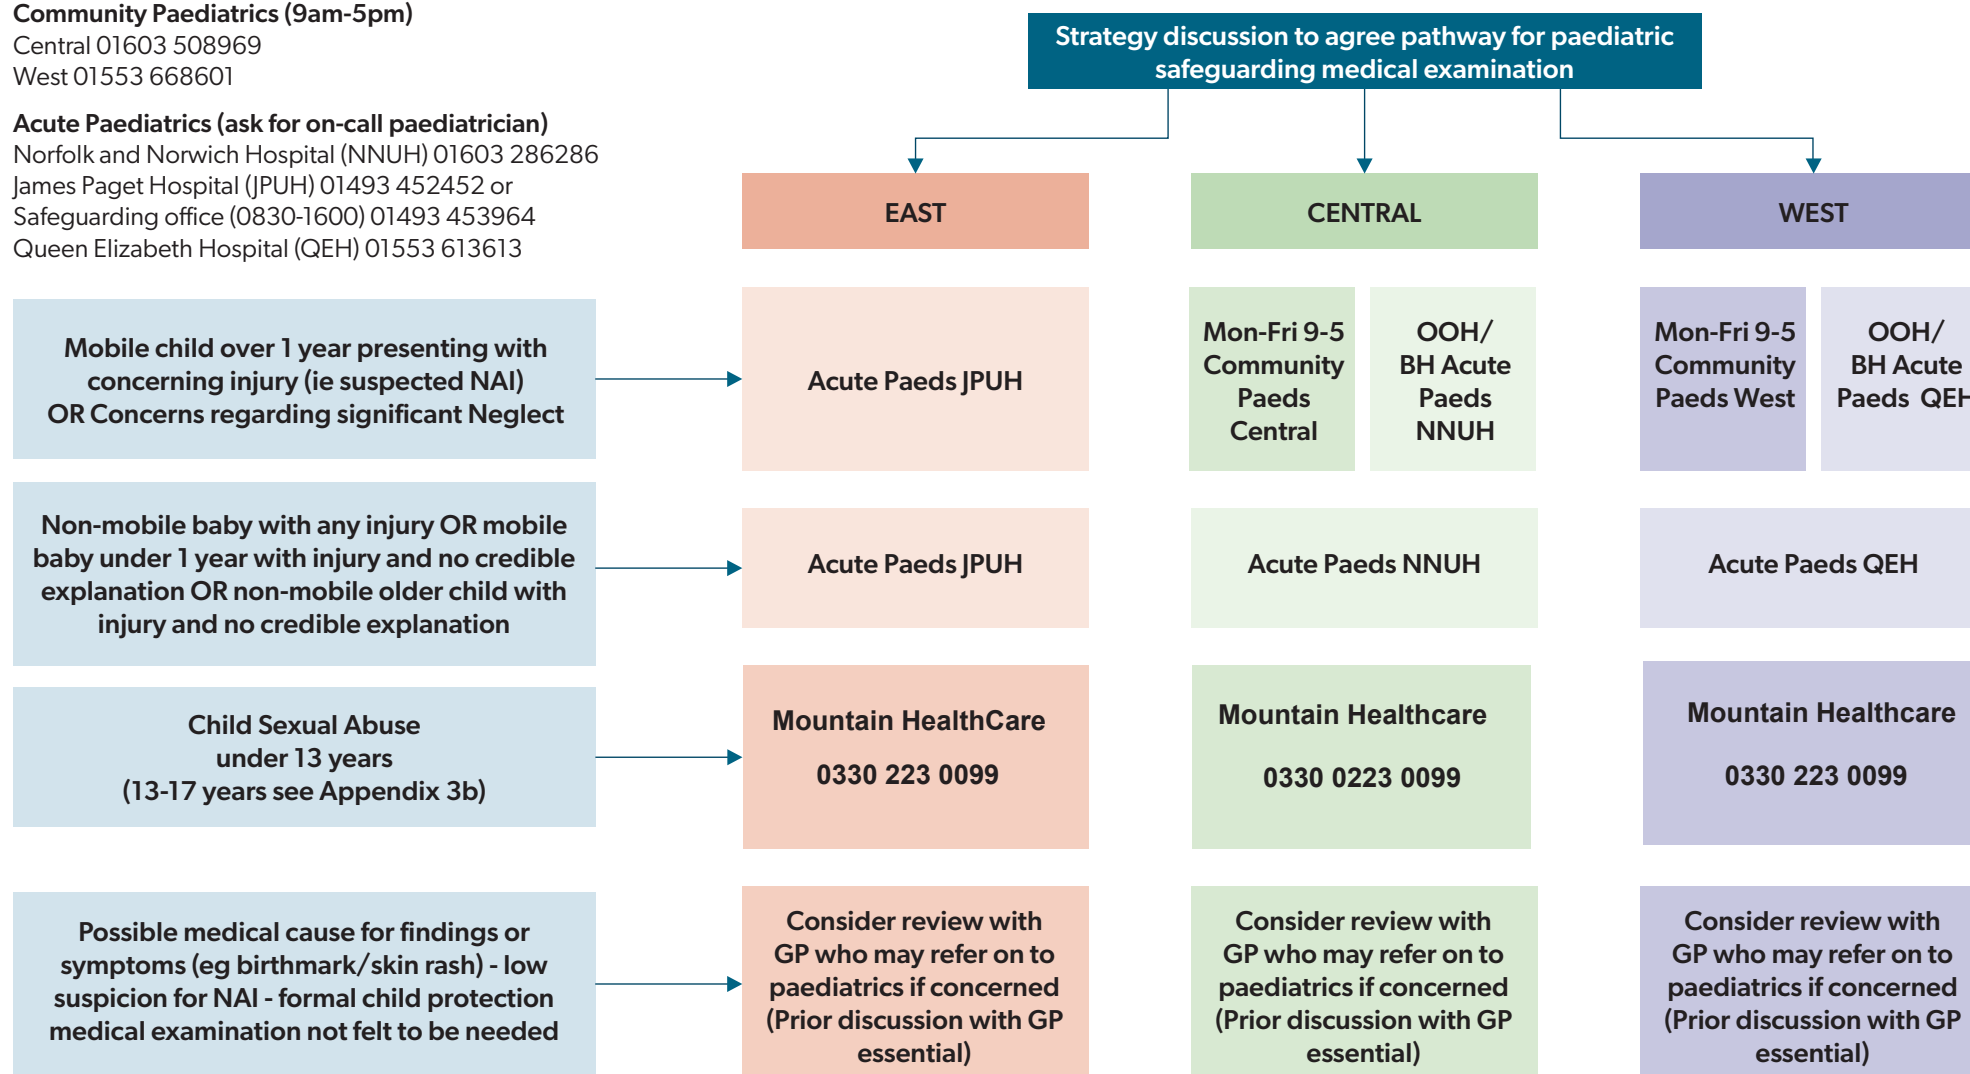 Community Paediatrics (9am-5pm)
Central 01603 508969
West 01553 668601
Acute Paediatrics (ask for on-call paediatrician)
Norfolk and Norwich Hospital (NNUH) 01603 286286
James Paget Hospital (JPUH) 01493 452452 or
Safeguarding office (0830-1600) 01493 453964
Queen Elizabeth Hospital (QEH) 01553 613613
Strategy discussion to agree pathway for paediatric
safeguarding medical examination
EAST
CENTRAL
WEST
Mobile child over 1 year presenting with
concerning injury (ie suspected NAI)
OR Concerns regarding significant Neglect
Acute Paeds JPUH
Mon-Fri 9-5
Community
Paeds
Central
OOH/
BH Acute
Paeds
NNUH
Mon-Fri 9-5
Community
Paeds West
OOH/
BH Acute
Paeds QEH
Non-mobile baby with any injury OR mobile
baby under 1 year with injury and no credible
explanation OR non-mobile older child with
injury and no credible explanation
Acute Paeds JPUH
Acute Paeds NNUH
Acute Paeds QEH
Child Sexual Abuse
under 13 years
(13-17 years see Appendix 3b)
Mountain HealthCare
0330 223 0099
Mountain Healthcare
0330 0223 0099
Mountain Healthcare
0330 223 0099
Possible medical cause for findings or
symptoms (eg birthmark/skin rash) - low
suspicion for NAI - formal child protection
medical examination not felt to be needed
Consider review with
GP who may refer on to
paediatrics if concerned
(Prior discussion with GP
essential)
Consider review with
GP who may refer on to
paediatrics if concerned
(Prior discussion with GP
essential)
Consider review with
GP who may refer on to
paediatrics if concerned
(Prior discussion with GP
essential)